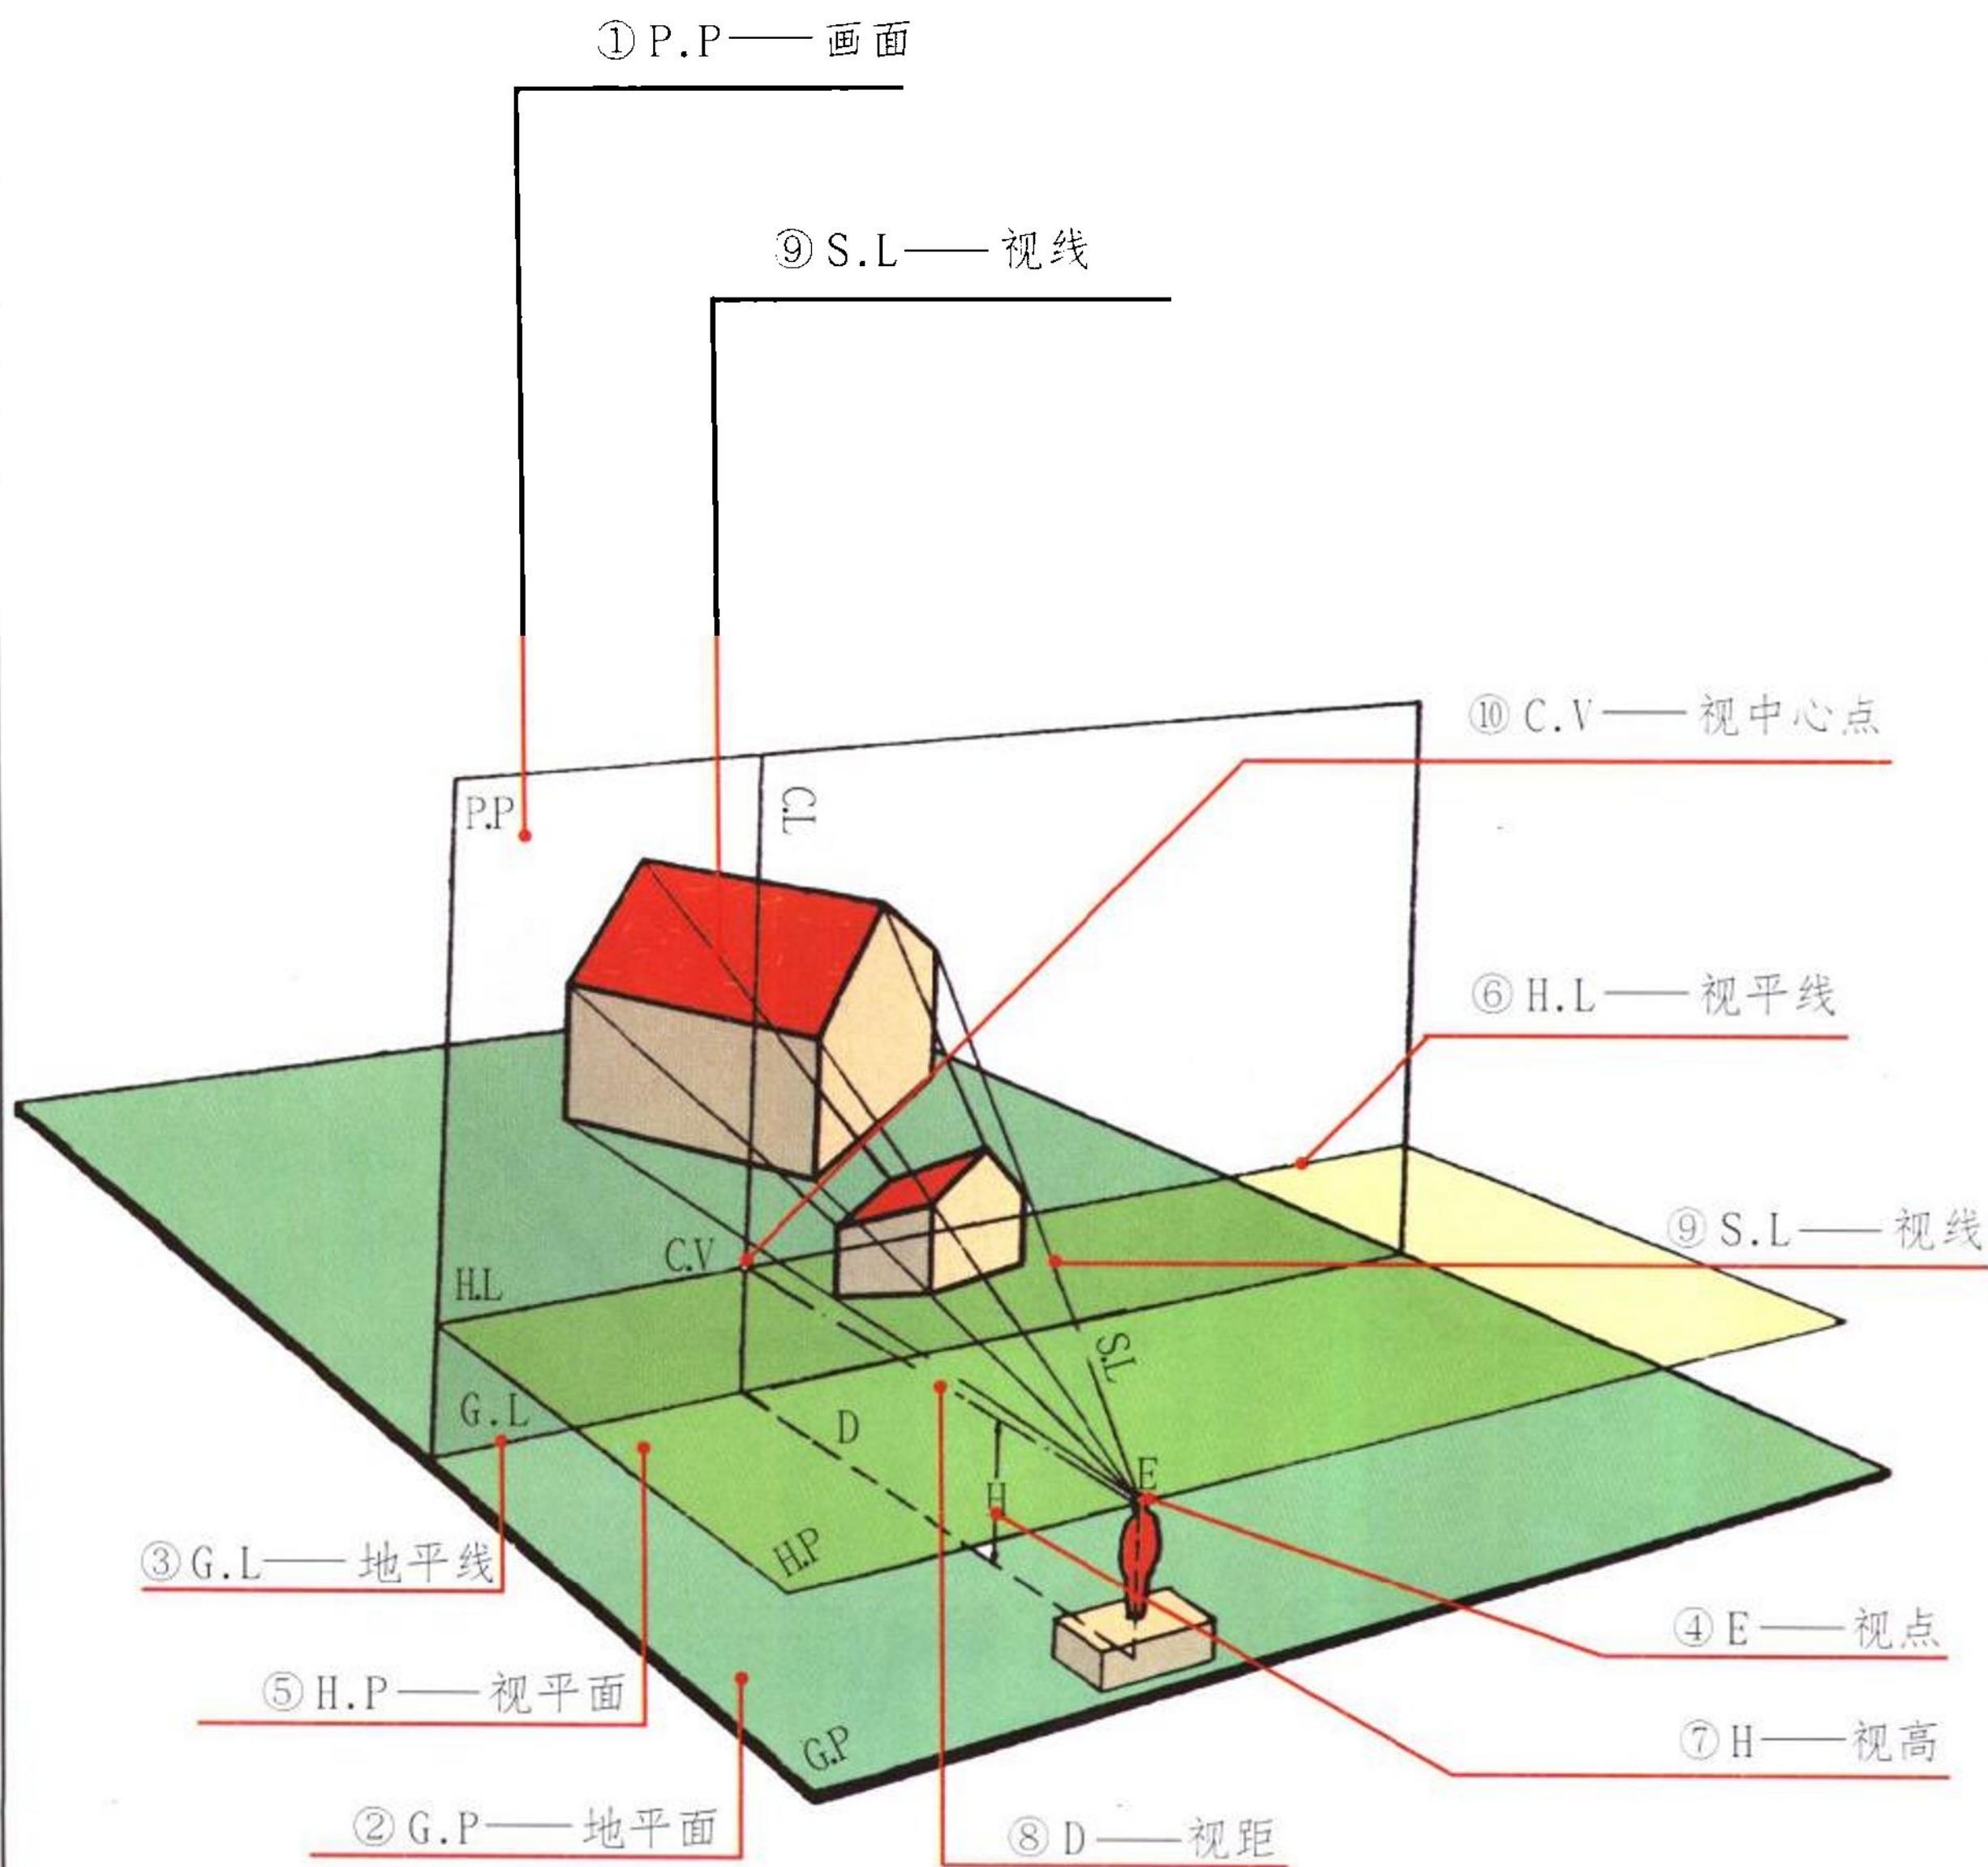 ①P.P——画面
⑨S.L——视线
⑩C.V——视中心点
P.P
C.L
⑥H.L——视平线
⑨S.L——视线
C.V
H.L
S.L
G.L
D
E
H
③G.L——地平线
H.P
④E——视点
⑤H.P——视平面
⑦H——视高
G.P
②G.P——地平面
⑧D——视距